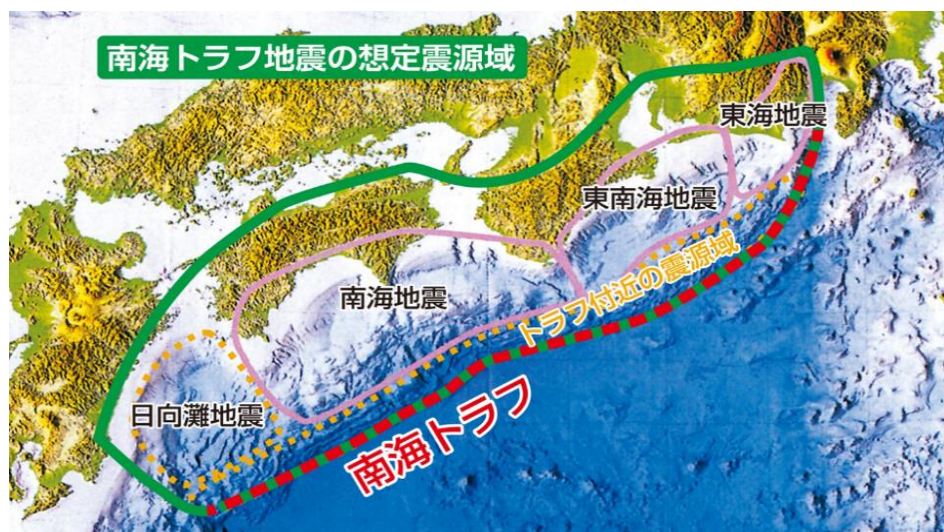 南海トラフ地震の想定震源域
東海地震
東南海地震
トラフ付近の震源域
南海地震
日向灘地震
南海トラフ